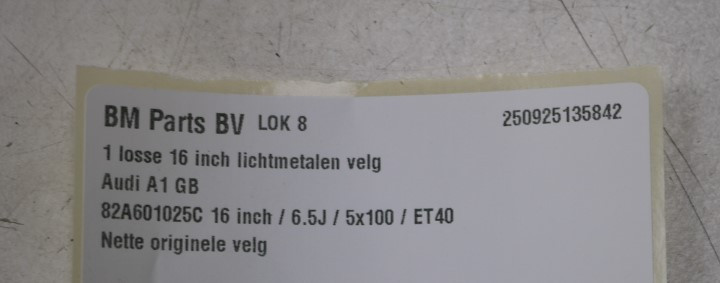 BM Parts BV LOK 8 250925135842
1 losse 16 inch lichtmetalen velg
Audi A1 GB
82A601025C 16 inch / 6.5J / 5x100 / ET40
Nette originele velg